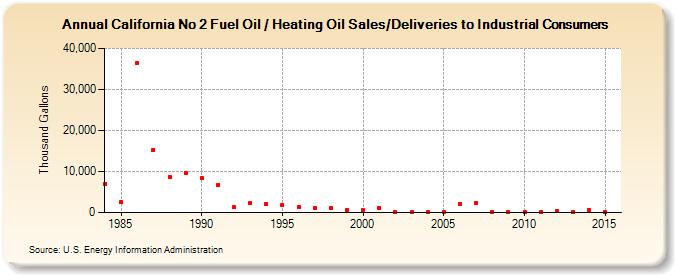 Annual California No 2 Fuel Oil / Heating Oil Sales/Deliveries to Industrial Consumers
Thousand Gallons
40,000
30,000
20,000
10,000
0
1985 1990 1995 2000 2005 2010 2015
Source: U.S. Energy Information Administration